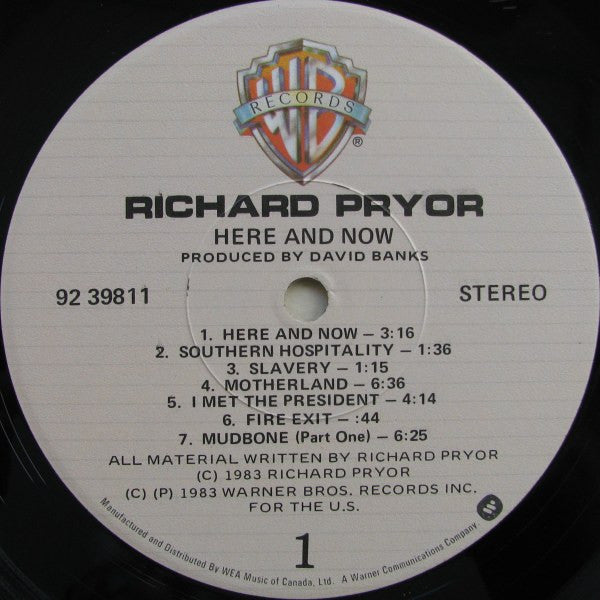 WB
RECORDS
®
RICHARD PRYOR
HERE AND NOW
PRODUCED BY DAVID BANKS
92 39811
STEREO
1. HERE AND NOW – 3:16
2. SOUTHERN HOSPITALITY – 1:36
3. SLAVERY – 1:15
4. MOTHERLAND – 6:36
5. I MET THE PRESIDENT – 4:14
6. FIRE EXIT – :44
7. MUDBONE (Part One) – 6:25
ALL MATERIAL WRITTEN BY RICHARD PRYOR
(C) 1983 RICHARD PRYOR
(C) (P) 1983 WARNER BROS. RECORDS INC.
FOR THE U.S.
1
Manufactured and Distributed By WEA Music of Canada, Ltd. A Warner Communications Company